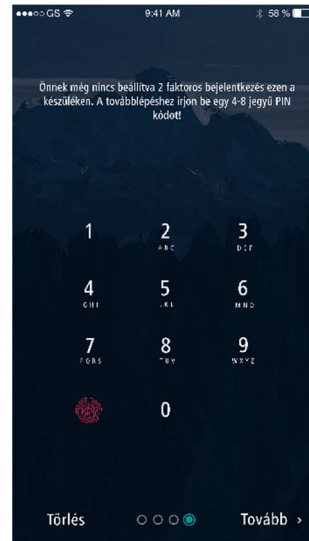 GS 9:41 AM 58 %
Önnek még nincs beállítva 2 faktoros bejelentkezés ezen a
készüléken. A továbblépéshez irjon be egy 4-8 jegyű PIN
kódot!
1 2 3
ABC DEF
4 5 6
GHI JKL MNO
7 8 9
PQRS TUV WXYZ
0
Törlés Tovább ›